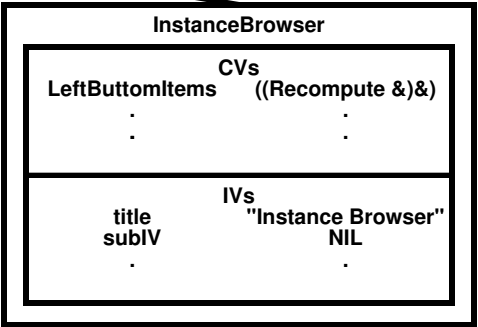 InstanceBrowser
CVs
LeftButtomItems ((Recompute &)&)
. .
. .
IVs
title "Instance Browser"
subIV NIL
. .